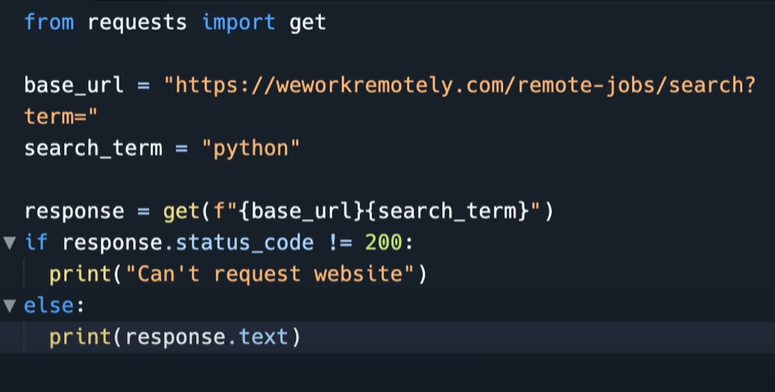 from requests import get
base_url = "https://weworkremotely.com/remote-jobs/search?
term="
search_term = "python"
response = get(f"{base_url}{search_term}")
if response.status_code != 200:
print("Can't request website")
else:
print(response.text)